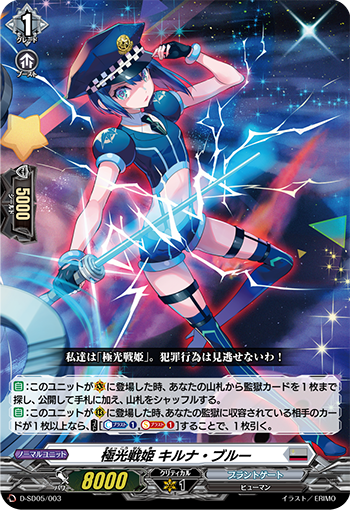 1
グレード
ブースト
5000
シールド
私達は「極光戦姫」。犯罪行為は見逃せないわ！
自：このユニットがⓋに登場した時、あなたの山札から監獄カードを１枚まで
探し、公開して手札に加え、山札をシャッフルする。
自：このユニットがⓇに登場した時、あなたの監獄に収容されている相手のカー
ドが１枚以上なら、[ブラスト 1, ブラスト 1]することで、１枚引く。
ノーマルユニット
極光戦姫 キルナ・ブルー
パワー 8000
クリティカル
1
ブラントゲート
ヒューマン
D-SD05/003
イラスト／ERIMO